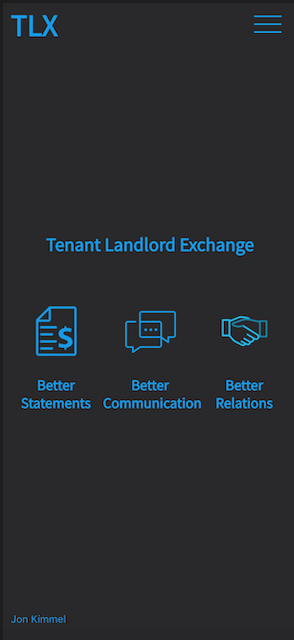 TLX
Tenant Landlord Exchange
$
Better
Statements
Better
Communication
Better
Relations
Jon Kimmel